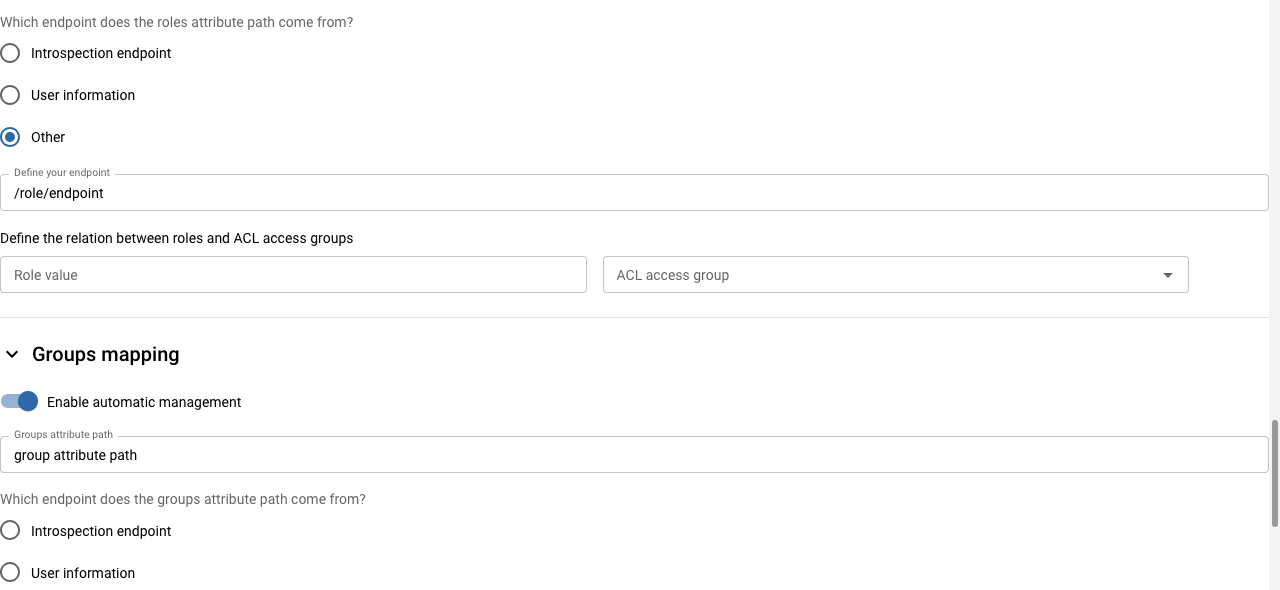 Which endpoint does the roles attribute path come from?
Introspection endpoint
User information
Other
Define your endpoint
/role/endpoint
Define the relation between roles and ACL access groups
Role value
ACL access group
Groups mapping
Enable automatic management
Groups attribute path
group attribute path
Which endpoint does the groups attribute path come from?
Introspection endpoint
User information